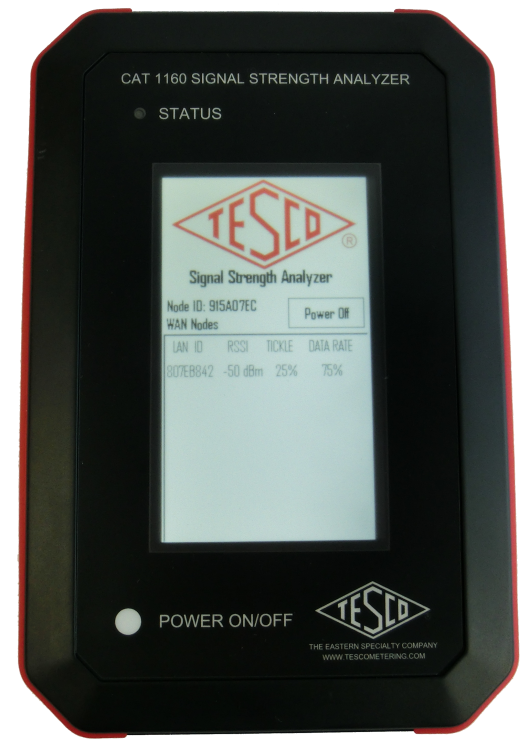 CAT 1160 SIGNAL STRENGTH ANALYZER
STATUS
TESCO
®
Signal Strength Analyzer
Node ID: 915A07EC
WAN Nodes
Power Off
LAN ID RSSI TICKLE DATA RATE
807EB842 -50 dBm 25% 75%
POWER ON/OFF
TESCO
THE EASTERN SPECIALTY COMPANY
WWW.TESCOMETERING.COM